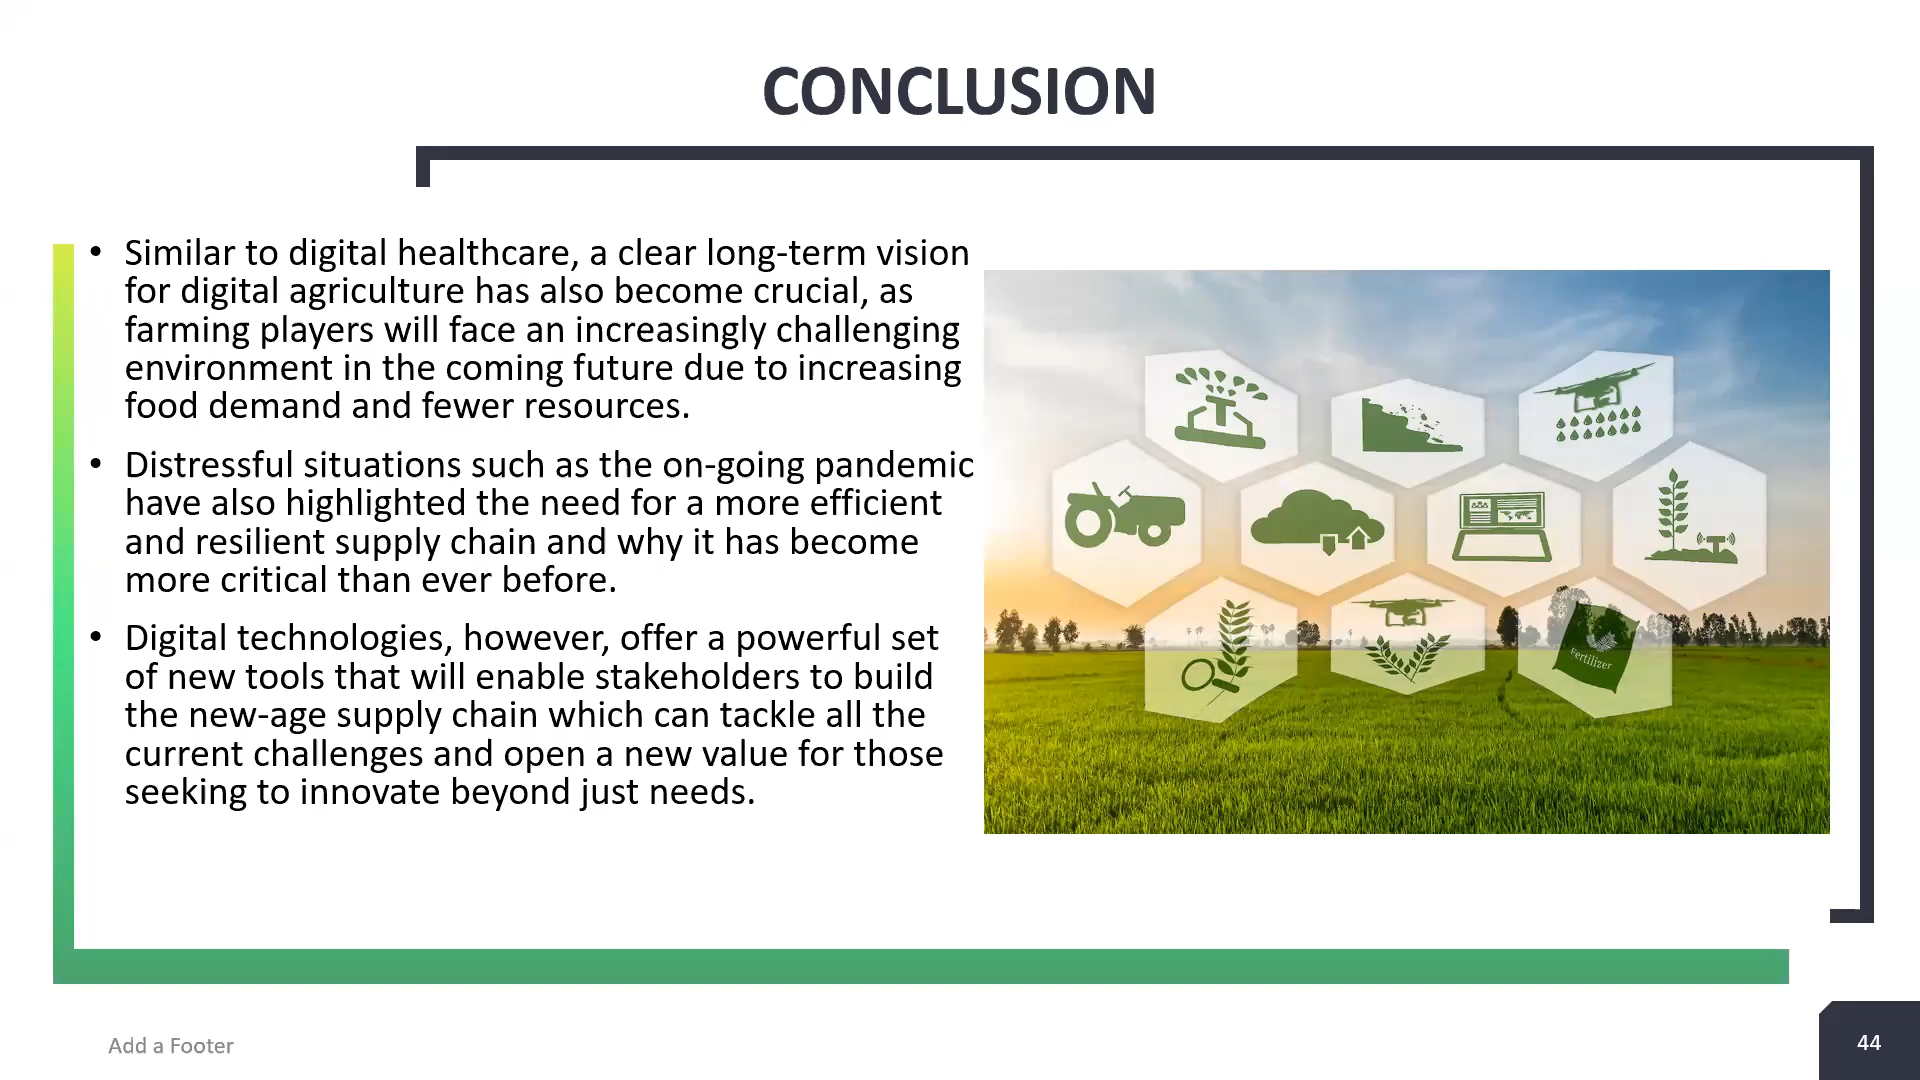 CONCLUSION
• Similar to digital healthcare, a clear long-term vision
for digital agriculture has also become crucial, as
farming players will face an increasingly challenging
environment in the coming future due to increasing
food demand and fewer resources.
• Distressful situations such as the on-going pandemic
have also highlighted the need for a more efficient
and resilient supply chain and why it has become
more critical than ever before.
• Digital technologies, however, offer a powerful set
of new tools that will enable stakeholders to build
the new-age supply chain which can tackle all the
current challenges and open a new value for those
seeking to innovate beyond just needs.
Fertilizer
Add a Footer
44